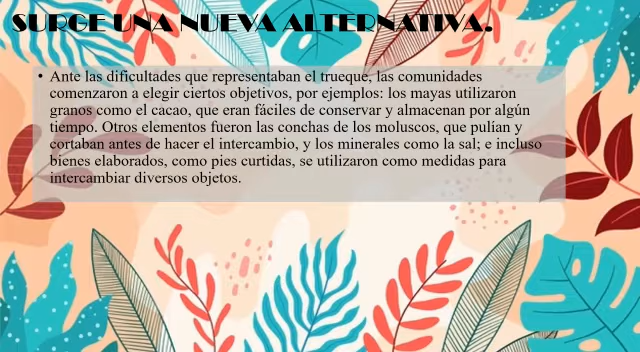 SURGE UNA NUEVA ALTERNATIVA.
• Ante las dificultades que representaban el trueque, las comunidades
comenzaron a elegir ciertos objetivos, por ejemplos: los mayas utilizaron
granos como el cacao, que eran fáciles de conservar y almacenan por algún
tiempo. Otros elementos fueron las conchas de los moluscos, que pulían y
cortaban antes de hacer el intercambio, y los minerales como la sal; e incluso
bienes elaborados, como pies curtidas, se utilizaron como medidas para
intercambiar diversos objetos.